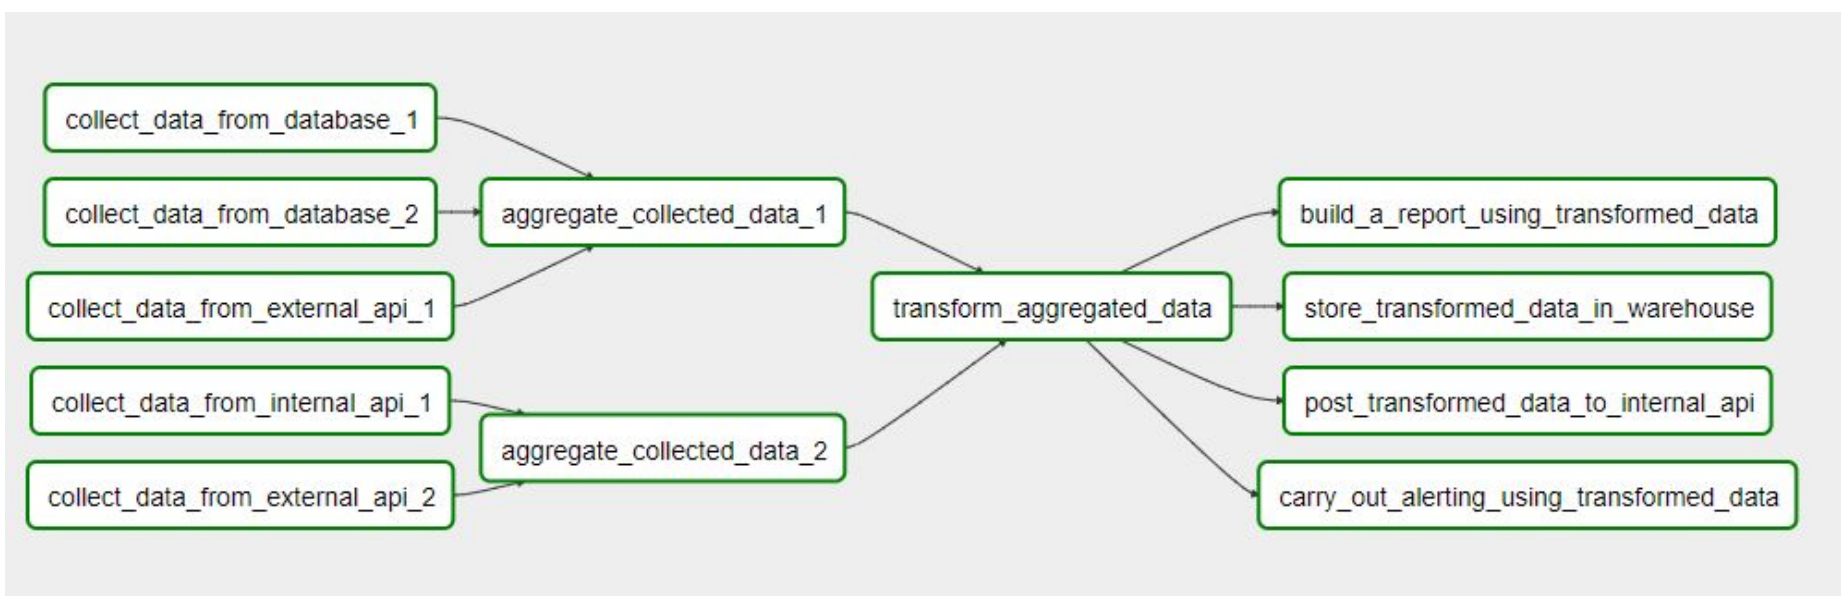 collect_data_from_database_1
collect_data_from_database_2
collect_data_from_external_api_1
collect_data_from_internal_api_1
collect_data_from_external_api_2
aggregate_collected_data_1
aggregate_collected_data_2
transform_aggregated_data
build_a_report_using_transformed_data
store_transformed_data_in_warehouse
post_transformed_data_to_internal_api
carry_out_alerting_using_transformed_data